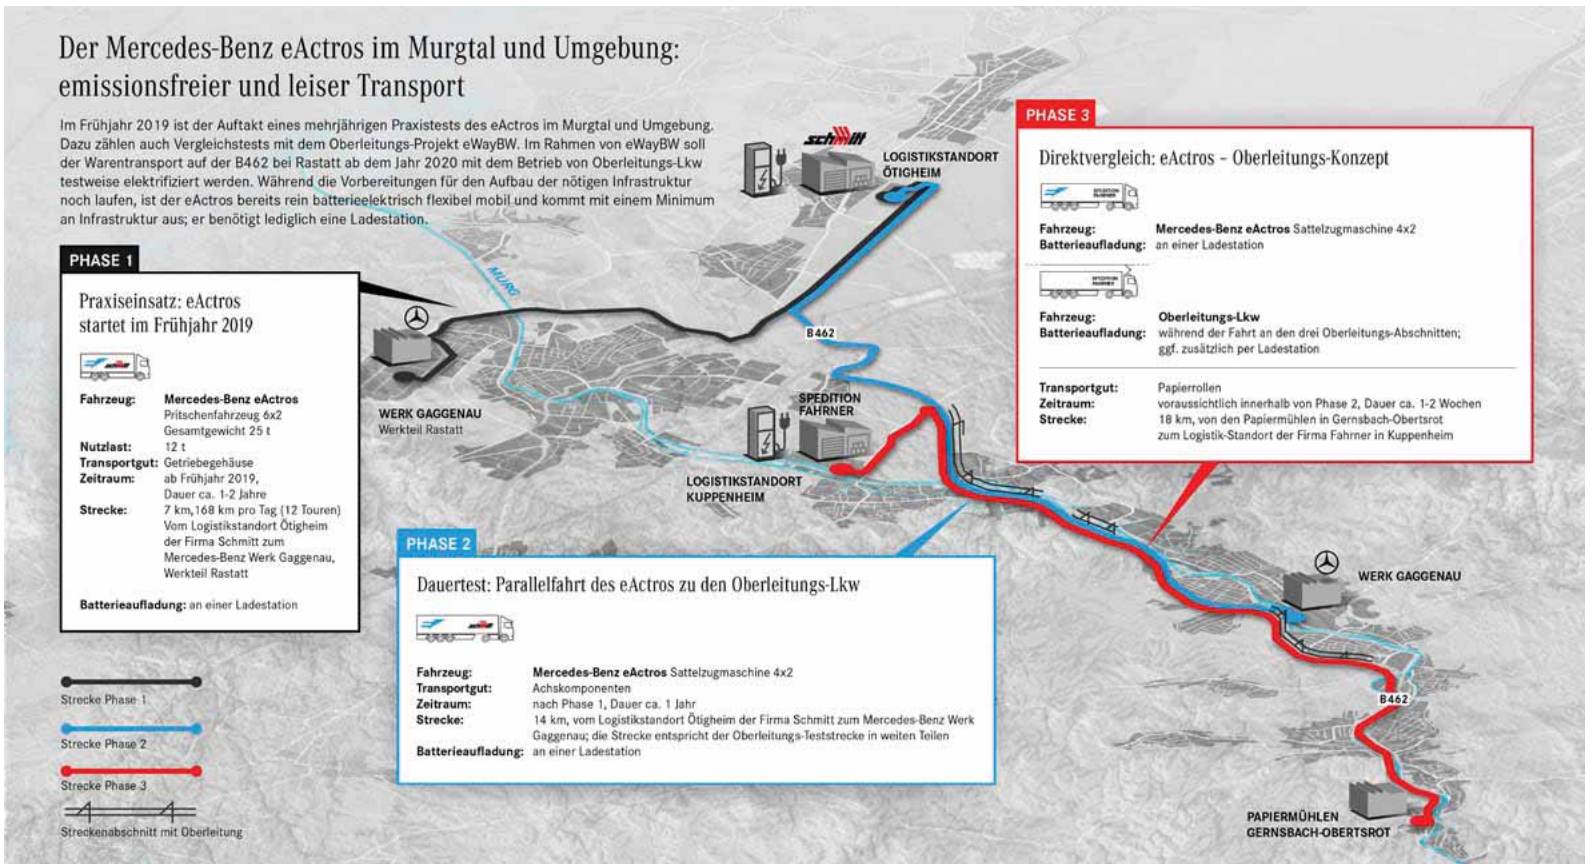 Der Mercedes-Benz eActros im Murgtal und Umgebung:
emissionsfreier und leiser Transport
Im Frühjahr 2019 ist der Auftakt eines mehrjährigen Praxistests des eActros im Murgtal und Umgebung.
Dazu zählen auch Vergleichstests mit dem Oberleitungs-Projekt eWayBW. Im Rahmen von eWayBW soll
der Warentransport auf der B462 bei Rastatt ab dem Jahr 2020 mit dem Betrieb von Oberleitungs-Lkw
testweise elektrifiziert werden. Während die Vorbereitungen für den Aufbau der nötigen Infrastruktur
noch laufen, ist der eActros bereits rein batterieelektrisch flexibel mobil und kommt mit einem Minimum
an Infrastruktur aus; er benötigt lediglich eine Ladestation.
PHASE 1
Praxiseinsatz: eActros
startet im Frühjahr 2019
schmitt
Fahrzeug: Mercedes-Benz eActros
Pritschenfahrzeug 6x2
Gesamtgewicht 25 t
Nutzlast: 12 t
Transportgut: Getriebegehäuse
Zeitraum: ab Frühjahr 2019,
Dauer ca. 1-2 Jahre
Strecke: 7 km,168 km pro Tag (12 Touren)
Vom Logistikstandort Ötigheim
der Firma Schmitt zum
Mercedes-Benz Werk Gaggenau,
Werkteil Rastatt
Batterieaufladung: an einer Ladestation
Strecke Phase 1
Strecke Phase 2
Strecke Phase 3
Streckenabschnitt mit Oberleitung
MURG
WERK GAGGENAU
Werkteil Rastatt
schmitt
LOGISTIKSTANDORT
ÖTIGHEIM
B462
SPEDITION
FAHRNER
LOGISTIKSTANDORT
KUPPENHEIM
PHASE 2
Dauertest: Parallelfahrt des eActros zu den Oberleitungs-Lkw
schmitt
Fahrzeug: Mercedes-Benz eActros Sattelzugmaschine 4x2
Transportgut: Achskomponenten
Zeitraum: nach Phase 1, Dauer ca. 1 Jahr
Strecke: 14 km, vom Logistikstandort Ötigheim der Firma Schmitt zum Mercedes-Benz Werk
Gaggenau; die Strecke entspricht der Oberleitungs-Teststrecke in weiten Teilen
Batterieaufladung: an einer Ladestation
PHASE 3
Direktvergleich: eActros – Oberleitungs-Konzept
SPEDITION
FAHRNER
Fahrzeug: Mercedes-Benz eActros Sattelzugmaschine 4x2
Batterieaufladung: an einer Ladestation
SPEDITION
FAHRNER
Fahrzeug: Oberleitungs-Lkw
Batterieaufladung: während der Fahrt an den drei Oberleitungs-Abschnitten;
ggf. zusätzlich per Ladestation
Transportgut: Papierrollen
Zeitraum: voraussichtlich innerhalb von Phase 2, Dauer ca. 1-2 Wochen
Strecke: 18 km, von den Papiermühlen in Gernsbach-Obertsrot
zum Logistik-Standort der Firma Fahrner in Kuppenheim
WERK GAGGENAU
B462
PAPIERMÜHLEN
GERNSBACH-OBERTSROT